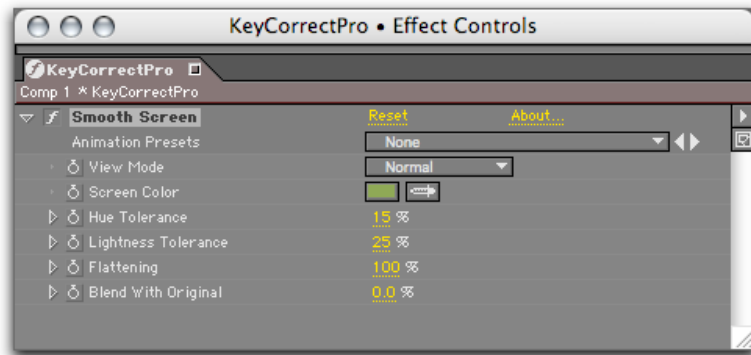 KeyCorrectPro • Effect Controls
KeyCorrectPro
Comp 1 * KeyCorrectPro
Smooth Screen Reset About...
Animation Presets None
View Mode Normal
Screen Color
Hue Tolerance 15 %
Lightness Tolerance 25 %
Flattening 100 %
Blend With Original 0.0 %